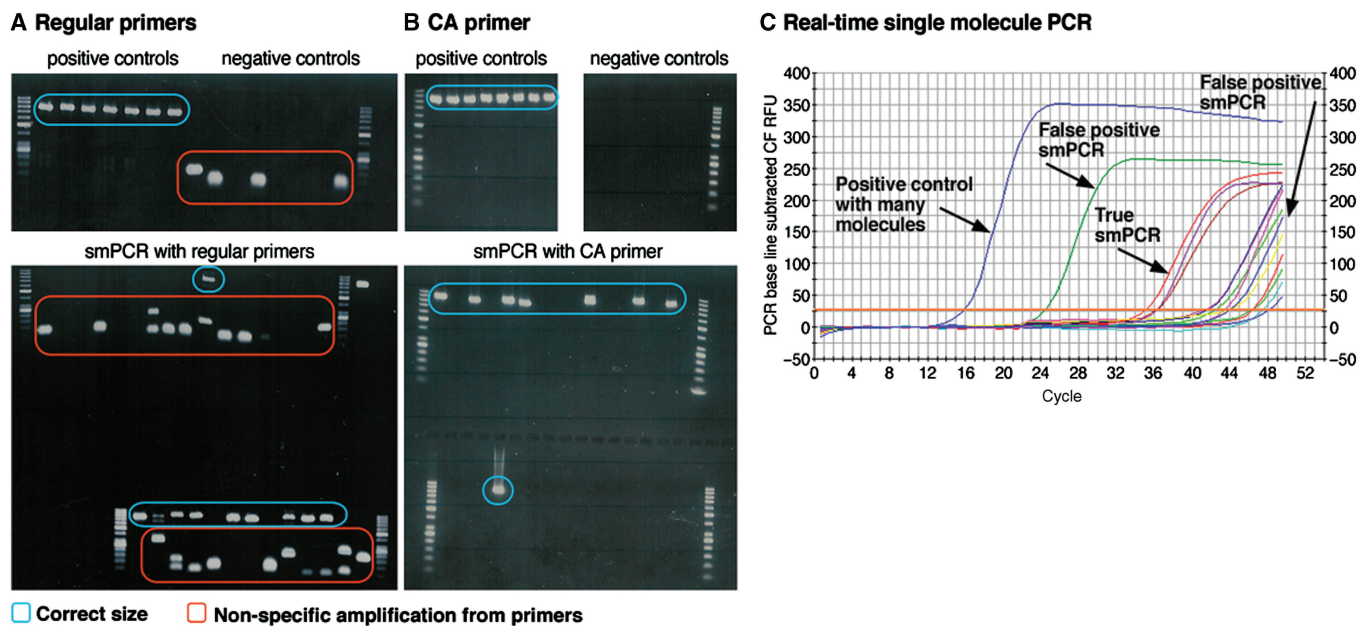 A Regular primers
positive controls
negative controls
smPCR with regular primers
B CA primer
positive controls
negative controls
smPCR with CA primer
C Real-time single molecule PCR
PCR base line subtracted CF RFU
400
350
300
250
200
150
100
50
0
−50
400
350
300
250
200
150
100
50
0
−50
0 4 8 12 16 20 24 28 32 36 40 44 48 52
Cycle
Positive control
with many
molecules
False positive
smPCR
True
smPCR
False positive
smPCR
Correct size
Non-specific amplification from primers